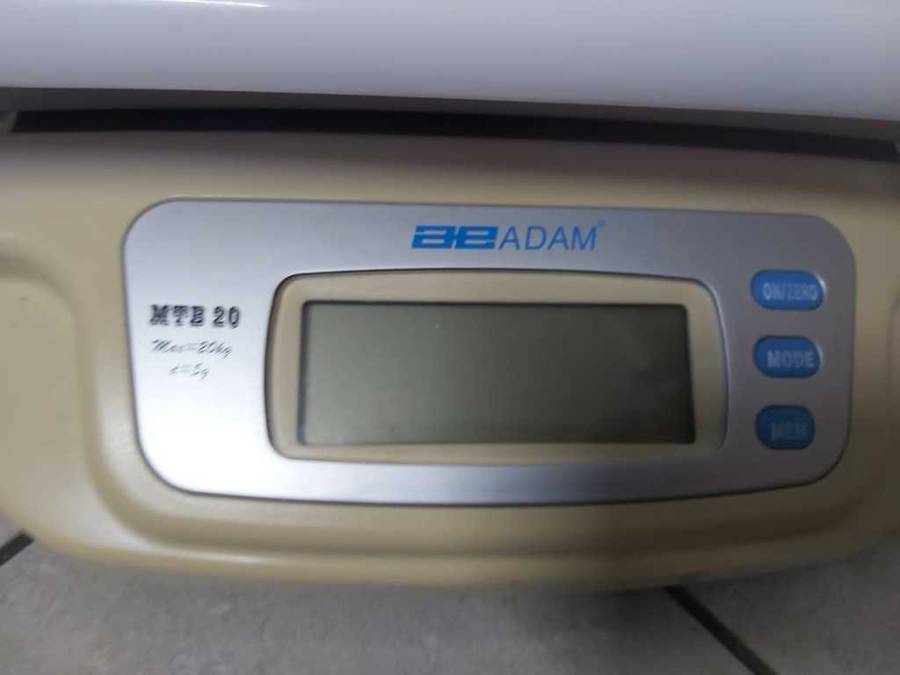 ae ADAM®
MTB 20
Max=20kg
d=5g
ON/ZERO
MODE
MEM